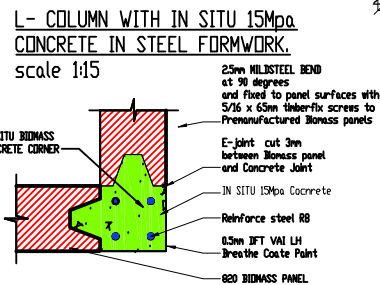 L- COLUMN WITH IN SITU 15Mpa
CONCRETE IN STEEL FORMWORK.
scale 1:15
2.5mm MILDSTEEL BEND
at 90 degrees
and fixed to panel surfaces with
5/16 x 65mm timberfix screws to
Premanufactured Biomass panels
SITU BIOMASS
CRETE CORNER
E-joint cut 3mm
between Biomass panel
and Concrete Joint
IN SITU 15Mpa Cocnrete
Reinforce steel R8
0.5mm DFT VAI LH
Breathe Coate Paint
820 BIOMASS PANEL